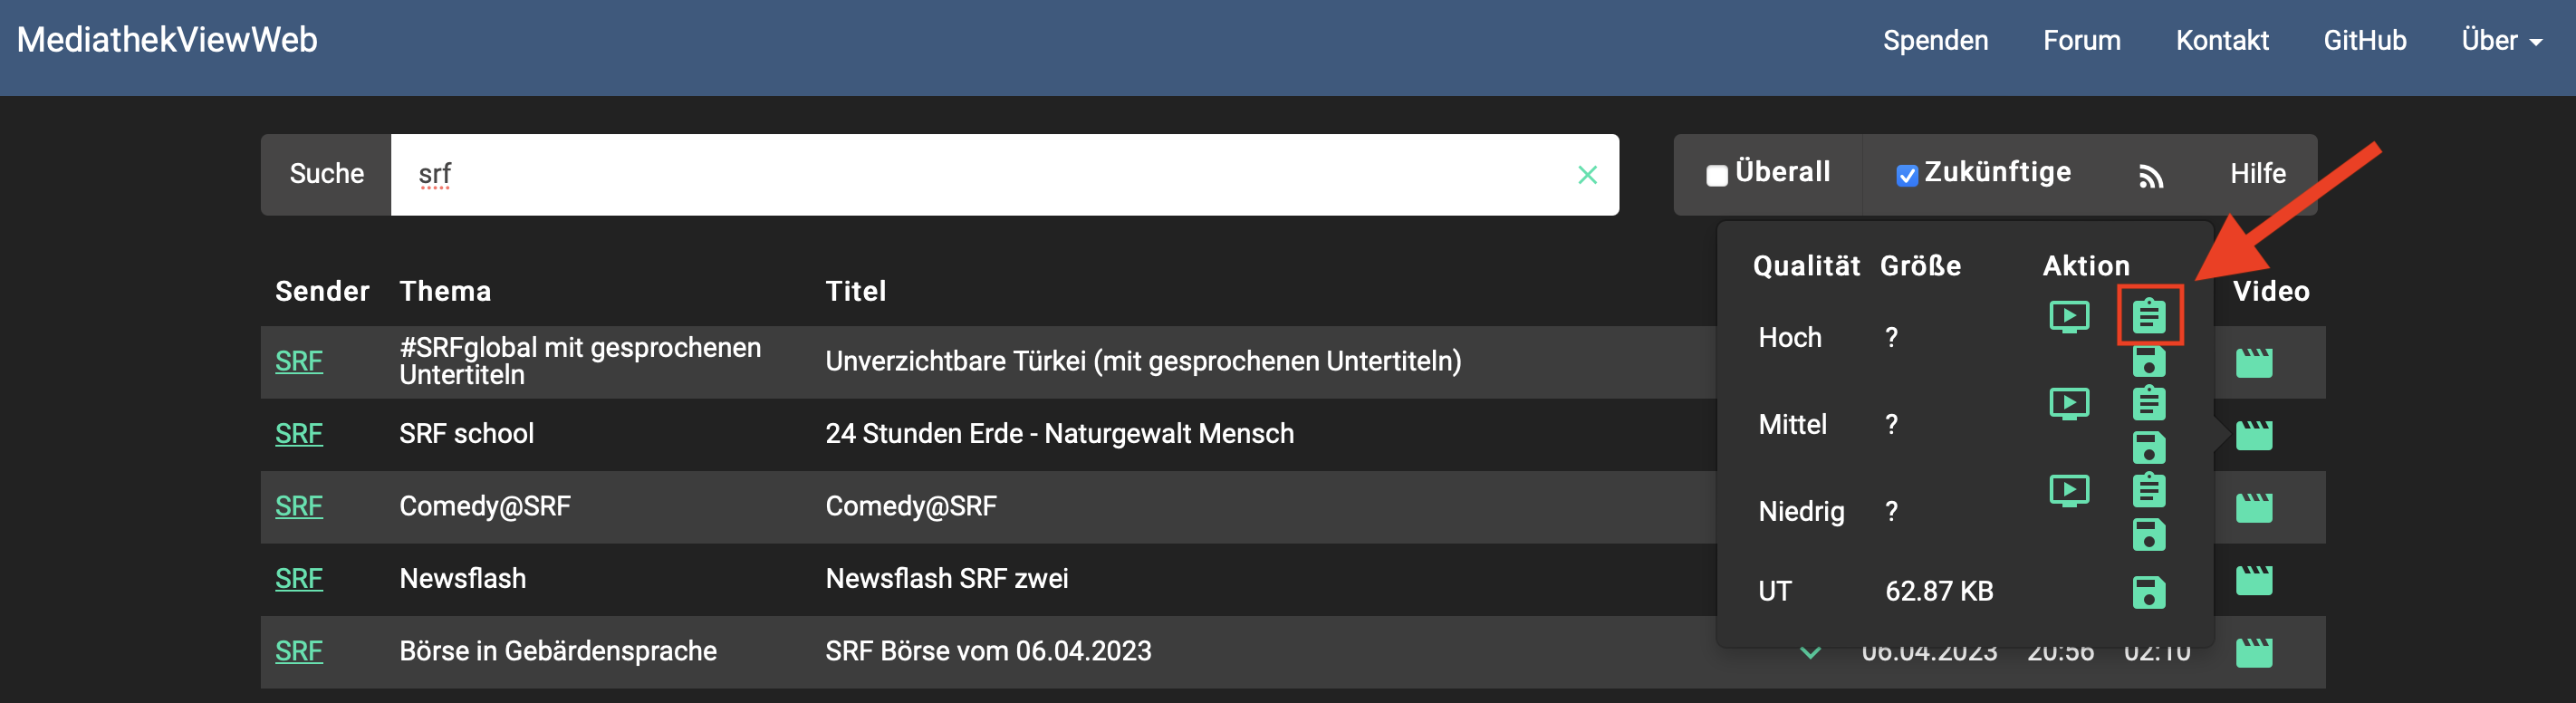 MediathekViewWeb Spenden Forum Kontakt GitHub Über
Suche srf Überall Zukünftige Hilfe
Sender Thema Titel Video
SRF #SRFglobal mit gesprochenen Untertiteln Unverzichtbare Türkei (mit gesprochenen Untertiteln)
SRF SRF school 24 Stunden Erde - Naturgewalt Mensch
SRF Comedy@SRF Comedy@SRF
SRF Newsflash Newsflash SRF zwei
SRF Börse in Gebärdensprache SRF Börse vom 06.04.2023 06.04.2023 20:56 02:10
Qualität Größe Aktion
Hoch ?
Mittel ?
Niedrig ?
UT 62.87 KB